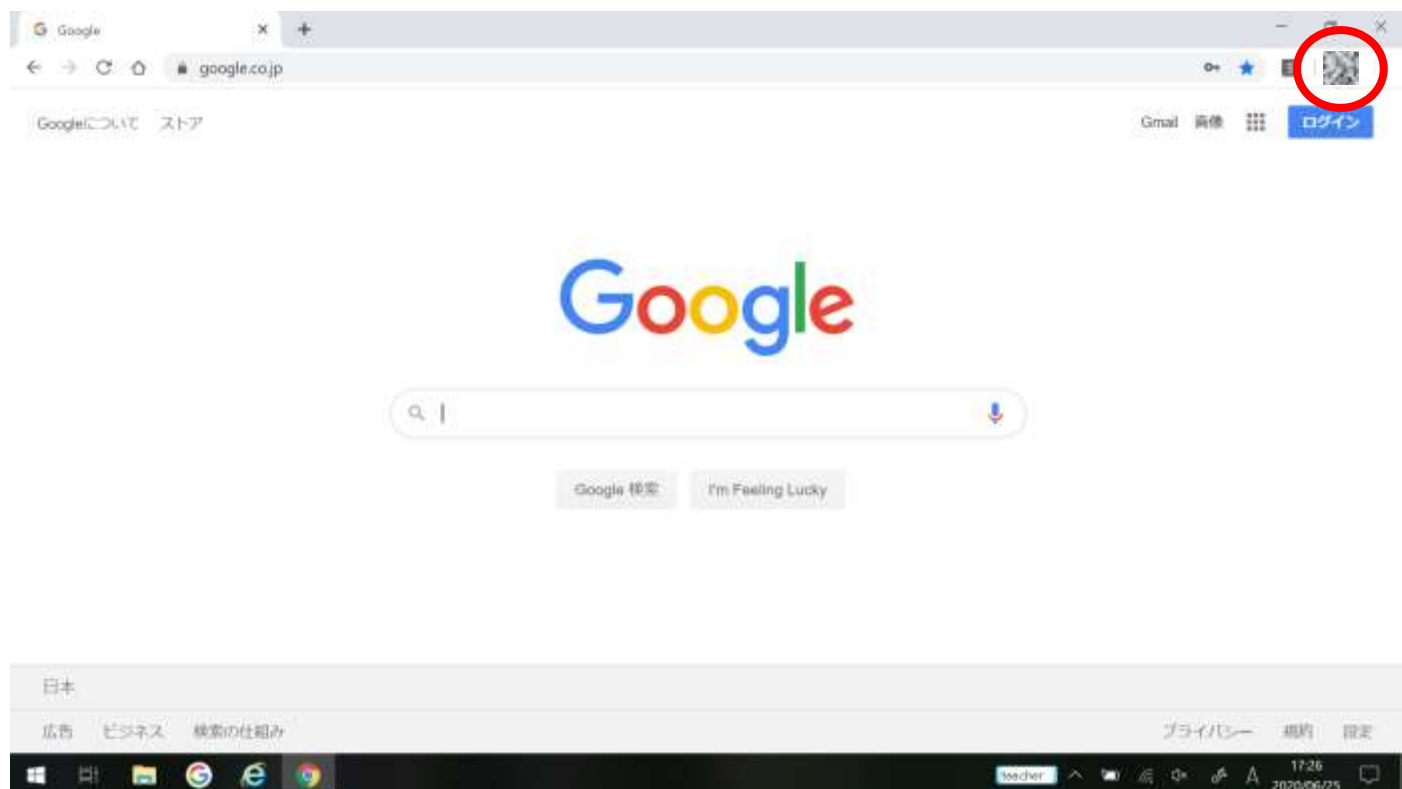 Google
google.co.jp
Googleについて ストア
Gmail 画像 ログイン
Google
Google 検索 I'm Feeling Lucky
日本
広告 ビジネス 検索の仕組み プライバシー 規約 設定
teacher A 17:26
2020/06/25